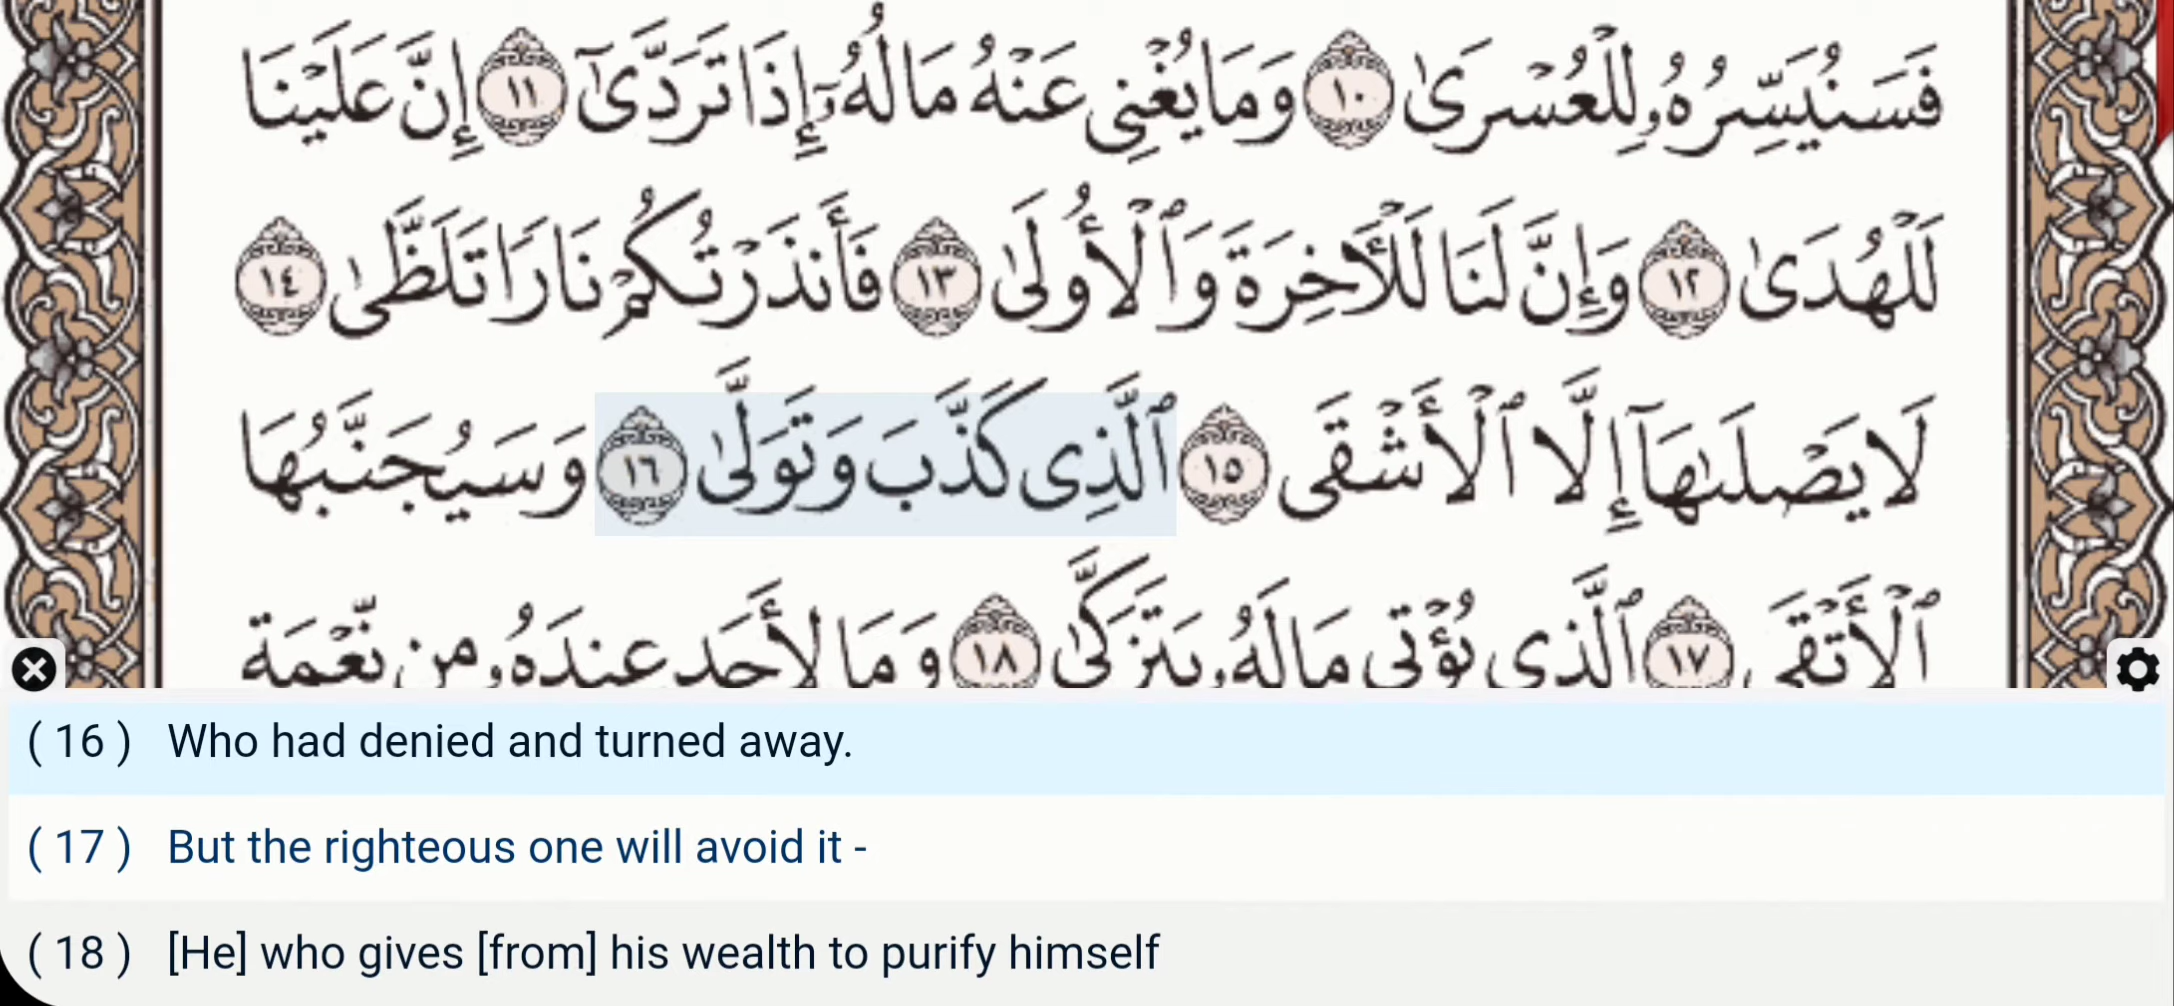 فَسَنُيَسِّرُهُۥ لِلۡعُسۡرَىٰ ١٠ وَمَا يُغۡنِي عَنۡهُ مَالُهُۥٓ إِذَا تَرَدَّىٰٓ ١١ إِنَّ عَلَيۡنَا
لَلۡهُدَىٰ ١٢ وَإِنَّ لَنَا لَلۡأٓخِرَةَ وَٱلۡأُولَىٰ ١٣ فَأَنذَرۡتُكُمۡ نَارٗا تَلَظَّىٰ ١٤
لَا يَصۡلَىٰهَآ إِلَّا ٱلۡأَشۡقَى ١٥ ٱلَّذِي كَذَّبَ وَتَوَلَّىٰ ١٦ وَسَيُجَنَّبُهَا
ٱلۡأَتۡقَى ١٧ ٱلَّذِي يُؤۡتِي مَالَهُۥ يَتَزَكَّىٰ ١٨ وَمَا لِأَحَدٍ عِندَهُۥ مِن نِّعۡمَةٖ
( 16 ) Who had denied and turned away.
( 17 ) But the righteous one will avoid it -
( 18 ) [He] who gives [from] his wealth to purify himself